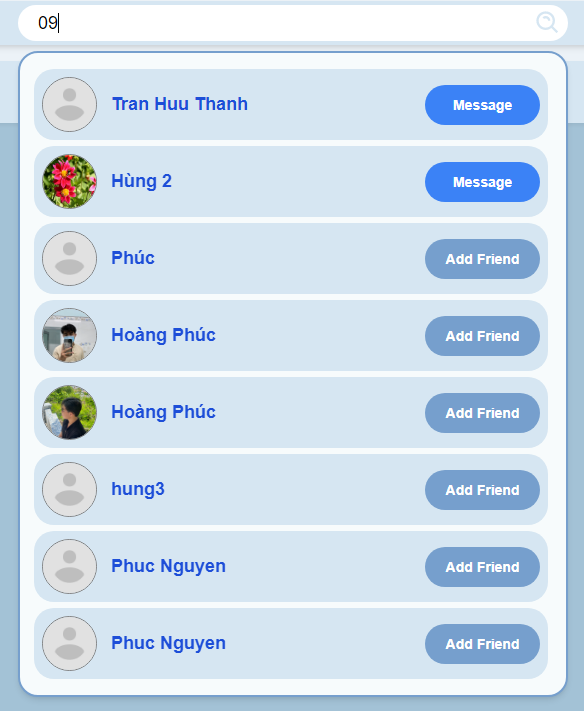 09
Tran Huu Thanh
Message
Hùng 2
Message
Phúc
Add Friend
Hoàng Phúc
Add Friend
Hoàng Phúc
Add Friend
hung3
Add Friend
Phuc Nguyen
Add Friend
Phuc Nguyen
Add Friend